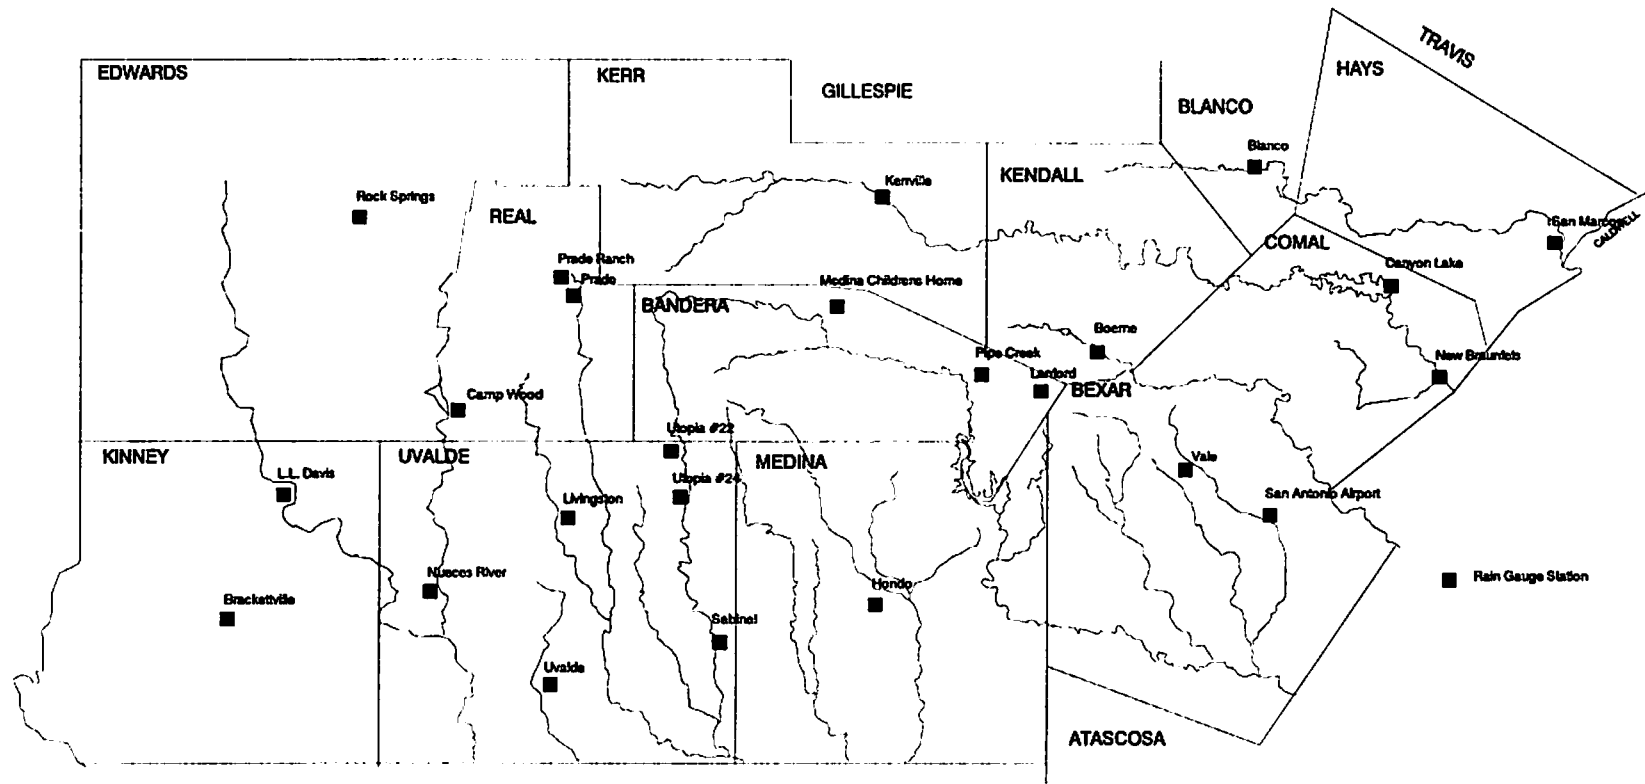 TRAVIS
HAYS
EDWARDS
KERR
GILLESPIE
BLANCO
Blanco
KENDALL
Kerrville
Rock Springs
REAL
San Marcos
CALDWELL
COMAL
Prade Ranch
Prade
Canyon Lake
Medina Childrens Home
BANDERA
Boerne
Pipe Creek
New Braunfels
Lanford
BEXAR
Camp Wood
Utopia #22
KINNEY
UVALDE
MEDINA
Vale
L.L. Davis
Utopia #24
Livingston
San Antonio Airport
Nueces River
Hondo
Rain Gauge Station
Brackettville
Sabinal
Uvalde
ATASCOSA